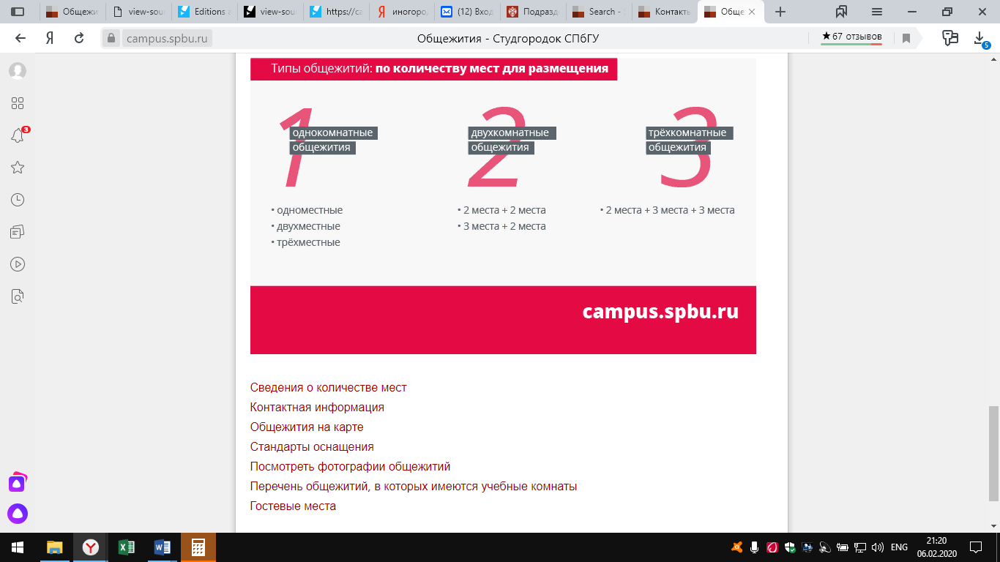 Общежи
view-sou
Editions a
view-sou
https://ca
иногород
(12) Вход
Подразд
Search -
Контакты
Обще
campus.spbu.ru
Общежития - Студгородок СПбГУ
★67 отзывов
5
3
Типы общежитий: по количеству мест для размещения
1
однокомнатные
общежития
• одноместные
• двухместные
• трёхместные
2
двухкомнатные
общежития
• 2 места + 2 места
• 3 места + 2 места
3
трёхкомнатные
общежития
• 2 места + 3 места + 3 места
campus.spbu.ru
Сведения о количестве мест
Контактная информация
Общежития на карте
Стандарты оснащения
Посмотреть фотографии общежитий
Перечень общежитий, в которых имеются учебные комнаты
Гостевые места
ENG
21:20
06.02.2020